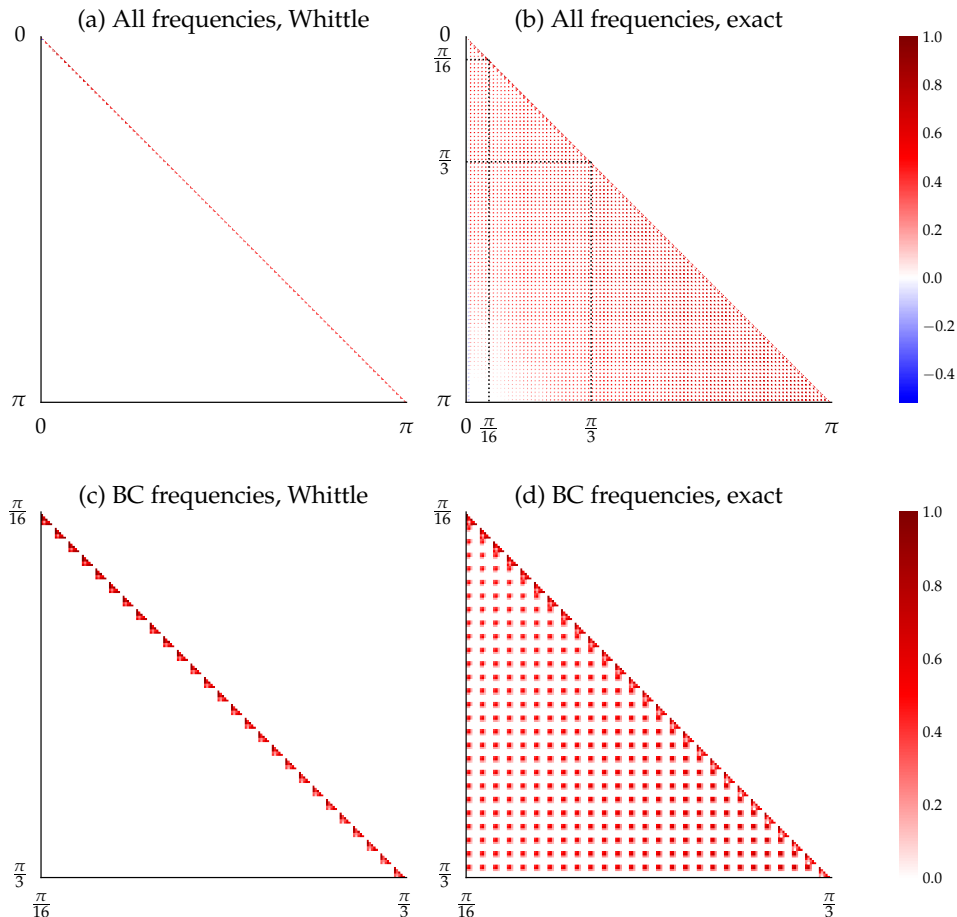 (a) All frequencies, Whittle
0
π
0
π/16
π
(b) All frequencies, exact
0
π/16
π/3
π
0
π/16
π/3
π
1.0
0.8
0.6
0.4
0.2
0.0
−0.2
−0.4
(c) BC frequencies, Whittle
π/16
π/3
π/16
π/3
(d) BC frequencies, exact
π/16
π/3
π/16
π/3
1.0
0.8
0.6
0.4
0.2
0.0